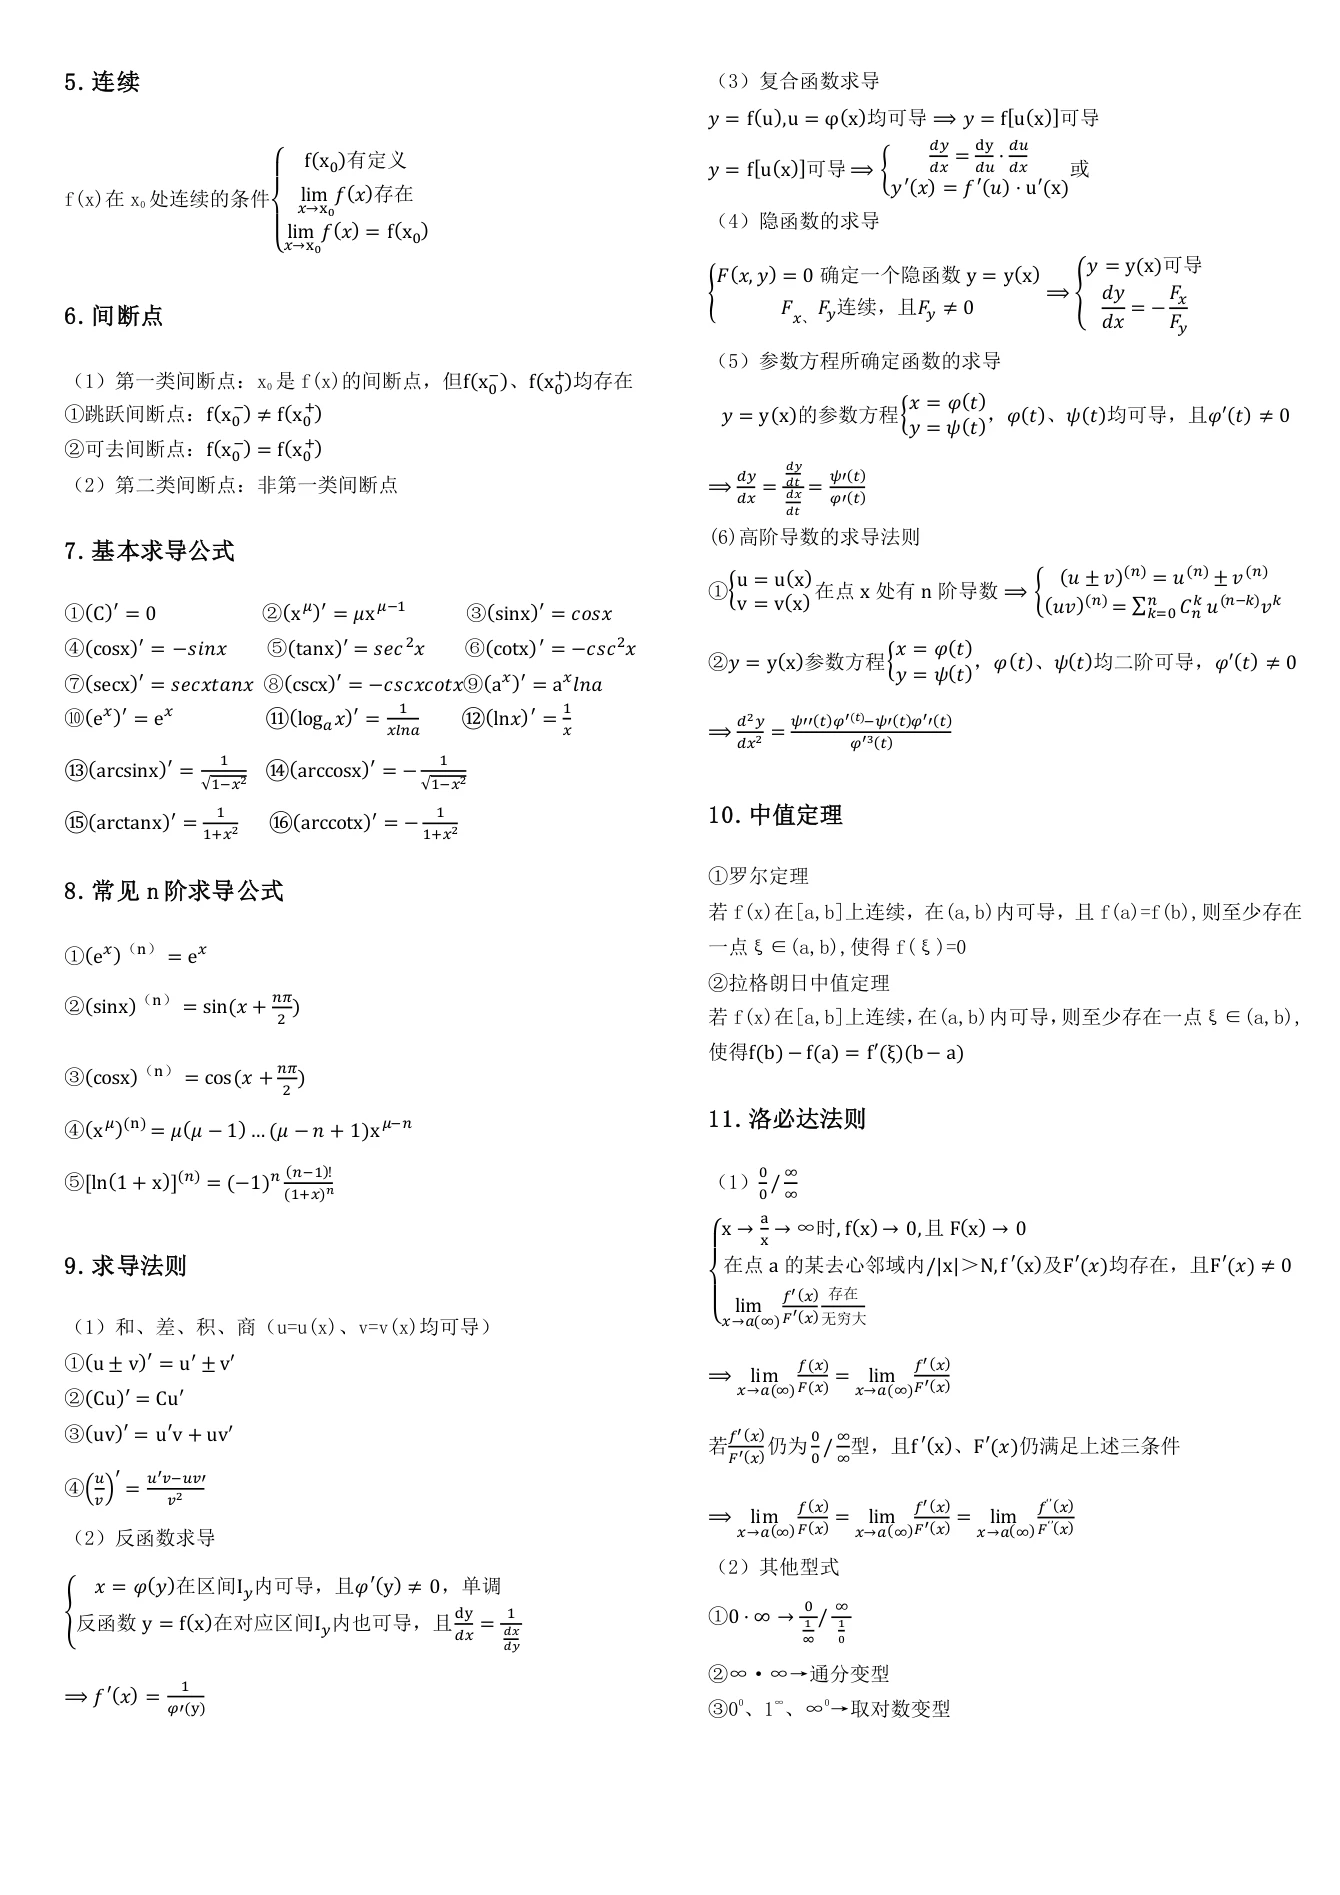 5. 连续
f(x)在 x₀ 处连续的条件{f(x₀)有定义
lim_{x→x₀} f(x)存在
lim_{x→x₀} f(x) = f(x₀)
6. 间断点
（1）第一类间断点：x₀ 是 f(x)的间断点，但f(x₀⁻)、f(x₀⁺)均存在
①跳跃间断点：f(x₀⁻) ≠ f(x₀⁺)
②可去间断点：f(x₀⁻) = f(x₀⁺)
（2）第二类间断点：非第一类间断点
7. 基本求导公式
①(C)′ = 0 ②(x^μ)′ = μx^{μ−1} ③(sinx)′ = cosx
④(cosx)′ = −sinx ⑤(tanx)′ = sec²x ⑥(cotx)′ = −csc²x
⑦(secx)′ = secxtanx ⑧(cscx)′ = −cscxcotx⑨(a^x)′ = a^x lna
⑩(e^x)′ = e^x ⑪(log_a x)′ = 1/(xlna) ⑫(lnx)′ = 1/x
⑬(arcsinx)′ = 1/√(1−x²) ⑭(arccosx)′ = − 1/√(1−x²)
⑮(arctanx)′ = 1/(1+x²) ⑯(arccotx)′ = − 1/(1+x²)
8. 常见 n 阶求导公式
①(e^x)^（n） = e^x
②(sinx)^（n） = sin(x + nπ/2)
③(cosx)^（n） = cos(x + nπ/2)
④(x^μ)^(n) = μ(μ − 1) … (μ − n + 1)x^{μ−n}
⑤[ln(1 + x)]^(n) = (−1)^n (n−1)!/(1+x)^n
9. 求导法则
（1）和、差、积、商（u=u(x)、v=v(x)均可导）
①(u ± v)′ = u′ ± v′
②(Cu)′ = Cu′
③(uv)′ = u′v + uv′
④(u/v)′ = (u′v−uv′)/v²
（2）反函数求导
{x = φ(y)在区间I_y内可导，且φ′(y) ≠ 0，单调
反函数 y = f(x)在对应区间I_y内也可导，且dy/dx = 1/(dx/dy)
⟹ f′(x) = 1/φ′(y)
（3）复合函数求导
y = f(u),u = φ(x)均可导 ⟹ y = f[u(x)]可导
y = f[u(x)]可导 ⟹ {dy/dx = dy/du · du/dx
y′(x) = f′(u) · u′(x) 或
（4）隐函数的求导
{F(x, y) = 0 确定一个隐函数 y = y(x)
F_x、F_y连续，且F_y ≠ 0 ⟹ {y = y(x)可导
dy/dx = − F_x/F_y
（5）参数方程所确定函数的求导
y = y(x)的参数方程{x = φ(t)
y = ψ(t)，φ(t)、ψ(t)均可导，且φ′(t) ≠ 0
⟹ dy/dx = (dy/dt)/(dx/dt) = ψ′(t)/φ′(t)
(6)高阶导数的求导法则
①{u = u(x)
v = v(x) 在点 x 处有 n 阶导数 ⟹ {(u ± v)^(n) = u^(n) ± v^(n)
(uv)^(n) = ∑_{k=0}^{n} C_n^k u^(n−k) v^k
②y = y(x)参数方程{x = φ(t)
y = ψ(t)，φ(t)、ψ(t)均二阶可导，φ′(t) ≠ 0
⟹ d²y/dx² = (ψ′′(t)φ′(t)−ψ′(t)φ′′(t))/φ′³(t)
10. 中值定理
①罗尔定理
若 f(x)在[a,b]上连续，在(a,b)内可导，且 f(a)=f(b),则至少存在
一点ξ∈(a,b),使得 f(ξ)=0
②拉格朗日中值定理
若 f(x)在[a,b]上连续，在(a,b)内可导，则至少存在一点ξ∈(a,b),
使得f(b) − f(a) = f′(ξ)(b − a)
11. 洛必达法则
（1）0/0 / ∞/∞
{x → a/x → ∞时, f(x) → 0, 且 F(x) → 0
在点 a 的某去心邻域内/|x|＞N, f′(x)及F′(x)均存在，且F′(x) ≠ 0
lim_{x→a(∞)} f′(x)/F′(x) 存在/无穷大
⟹ lim_{x→a(∞)} f(x)/F(x) = lim_{x→a(∞)} f′(x)/F′(x)
若f′(x)/F′(x)仍为0/0 / ∞/∞型，且f′(x)、F′(x)仍满足上述三条件
⟹ lim_{x→a(∞)} f(x)/F(x) = lim_{x→a(∞)} f′(x)/F′(x) = lim_{x→a(∞)} f″(x)/F″(x)
（2）其他型式
①0 · ∞ → 0/(1/∞) / ∞/(1/0)
②∞·∞→通分变型
③0⁰、1^∞、∞⁰→取对数变型